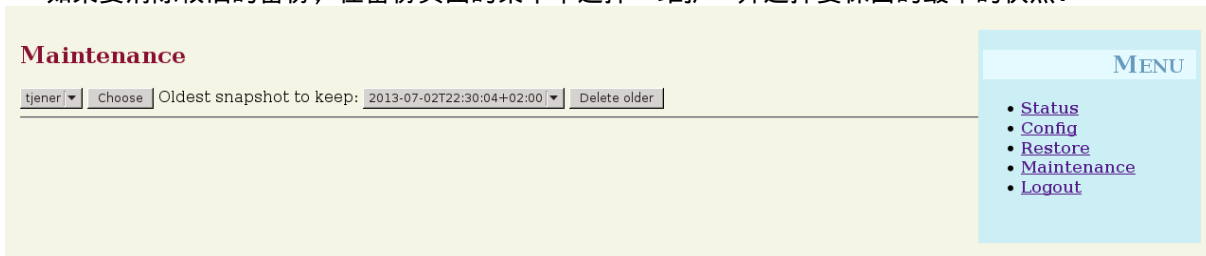 Maintenance
tjener Choose Oldest snapshot to keep: 2013-07-02T22:30:04+02:00 Delete older
MENU
Status
Config
Restore
Maintenance
Logout